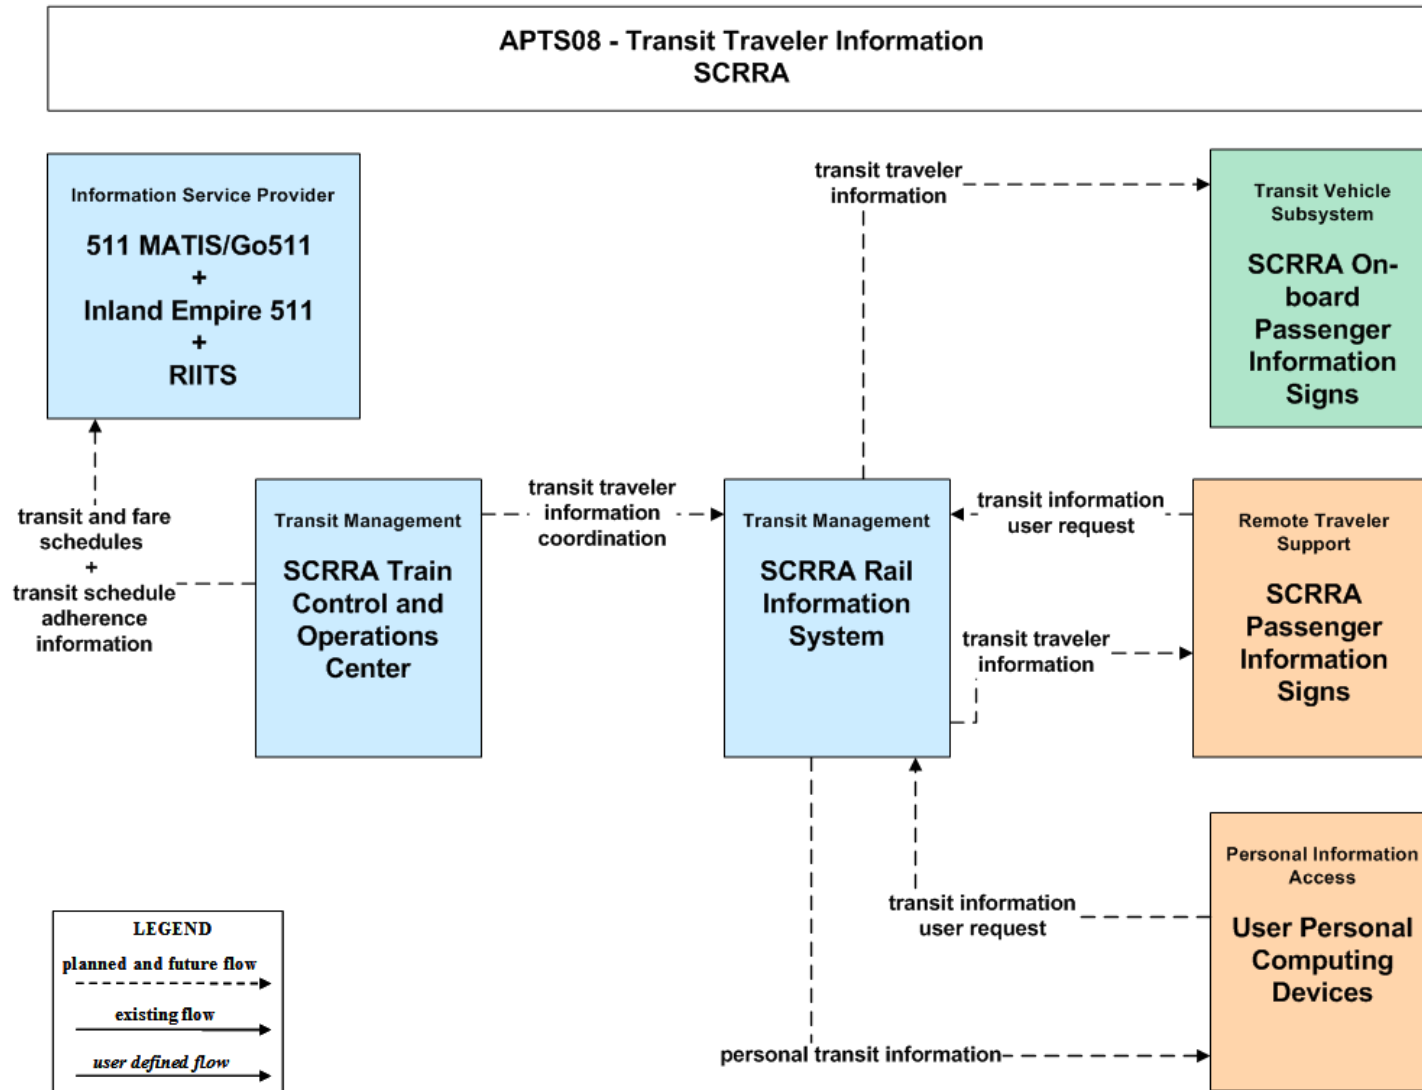 APTS08 - Transit Traveler Information
SCRRA
Information Service Provider
511 MATIS/Go511
+
Inland Empire 511
+
RIITS
transit traveler
information
Transit Vehicle
Subsystem
SCRRA On-
board
Passenger
Information
Signs
transit and fare
schedules
+
transit schedule
adherence
information
Transit Management
SCRRA Train
Control and
Operations
Center
transit traveler
information
coordination
Transit Management
SCRRA Rail
Information
System
transit information
user request
Remote Traveler
Support
SCRRA
Passenger
Information
Signs
transit traveler
information
transit information
user request
Personal Information
Access
User Personal
Computing
Devices
personal transit information
LEGEND
planned and future flow
existing flow
user defined flow